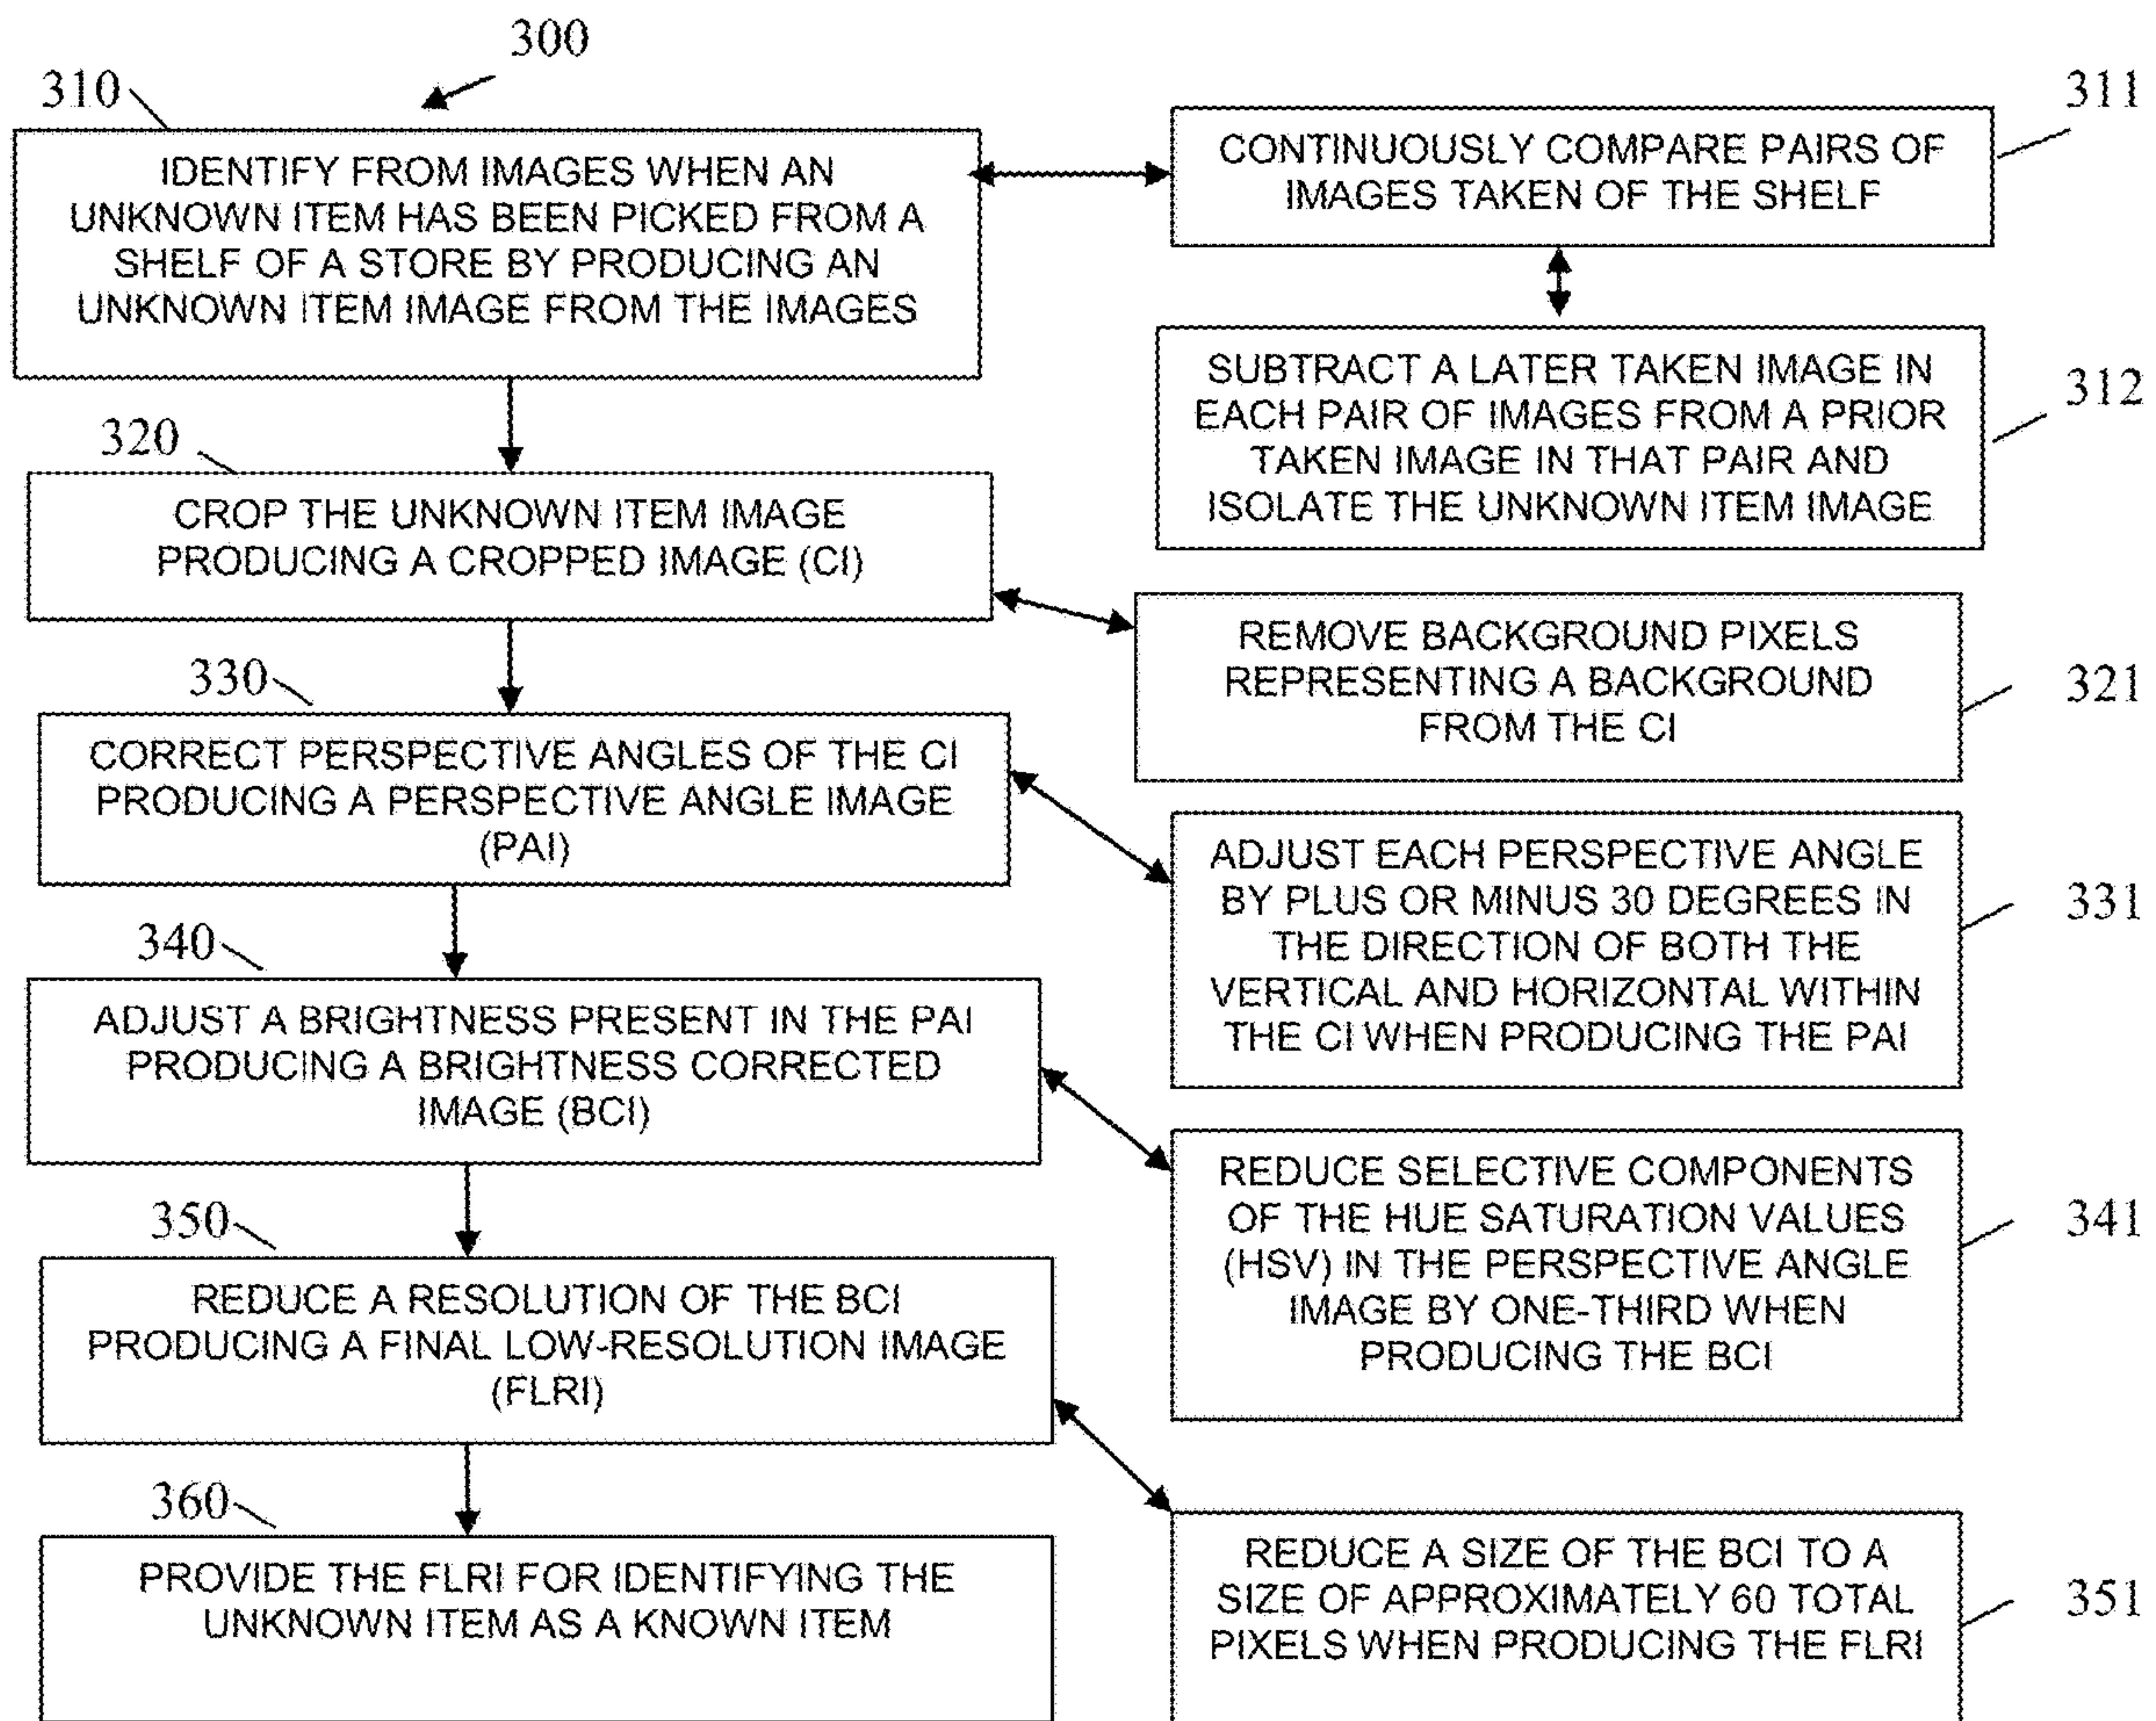 300
310
IDENTIFY FROM IMAGES WHEN AN
UNKNOWN ITEM HAS BEEN PICKED FROM A
SHELF OF A STORE BY PRODUCING AN
UNKNOWN ITEM IMAGE FROM THE IMAGES
311
CONTINUOUSLY COMPARE PAIRS OF
IMAGES TAKEN OF THE SHELF
312
SUBTRACT A LATER TAKEN IMAGE IN
EACH PAIR OF IMAGES FROM A PRIOR
TAKEN IMAGE IN THAT PAIR AND
ISOLATE THE UNKNOWN ITEM IMAGE
320
CROP THE UNKNOWN ITEM IMAGE
PRODUCING A CROPPED IMAGE (CI)
321
REMOVE BACKGROUND PIXELS
REPRESENTING A BACKGROUND
FROM THE CI
330
CORRECT PERSPECTIVE ANGLES OF THE CI
PRODUCING A PERSPECTIVE ANGLE IMAGE
(PAI)
331
ADJUST EACH PERSPECTIVE ANGLE
BY PLUS OR MINUS 30 DEGREES IN
THE DIRECTION OF BOTH THE
VERTICAL AND HORIZONTAL WITHIN
THE CI WHEN PRODUCING THE PAI
340
ADJUST A BRIGHTNESS PRESENT IN THE PAI
PRODUCING A BRIGHTNESS CORRECTED
IMAGE (BCI)
341
REDUCE SELECTIVE COMPONENTS
OF THE HUE SATURATION VALUES
(HSV) IN THE PERSPECTIVE ANGLE
IMAGE BY ONE-THIRD WHEN
PRODUCING THE BCI
350
REDUCE A RESOLUTION OF THE BCI
PRODUCING A FINAL LOW-RESOLUTION IMAGE
(FLRI)
351
REDUCE A SIZE OF THE BCI TO A
SIZE OF APPROXIMATELY 60 TOTAL
PIXELS WHEN PRODUCING THE FLRI
360
PROVIDE THE FLRI FOR IDENTIFYING THE
UNKNOWN ITEM AS A KNOWN ITEM